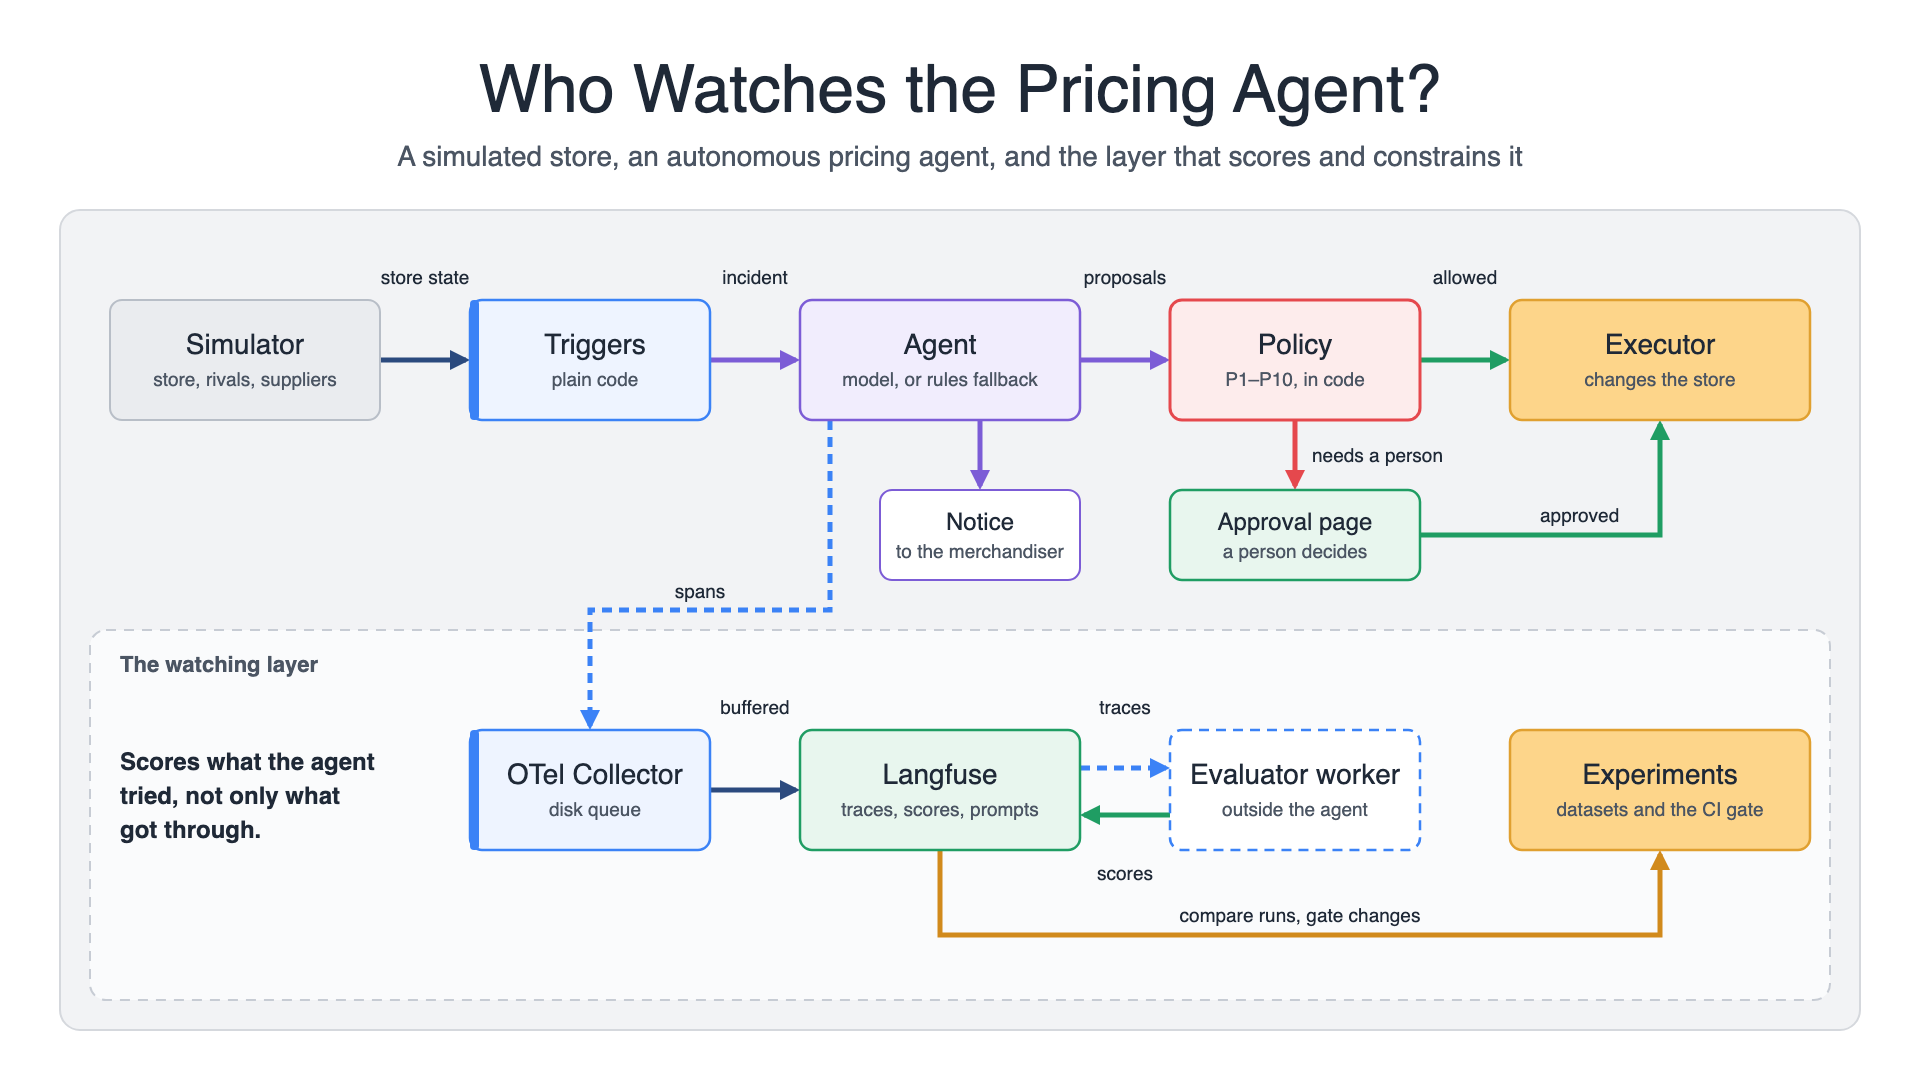 Who Watches the Pricing Agent?
A simulated store, an autonomous pricing agent, and the layer that scores and constrains it
store state
incident
proposals
allowed
Simulator
store, rivals, suppliers
Triggers
plain code
Agent
model, or rules fallback
Policy
P1–P10, in code
Executor
changes the store
needs a person
Notice
to the merchandiser
Approval page
a person decides
approved
spans
The watching layer
Scores what the agent
tried, not only what
got through.
buffered
traces
OTel Collector
disk queue
Langfuse
traces, scores, prompts
Evaluator worker
outside the agent
Experiments
datasets and the CI gate
scores
compare runs, gate changes